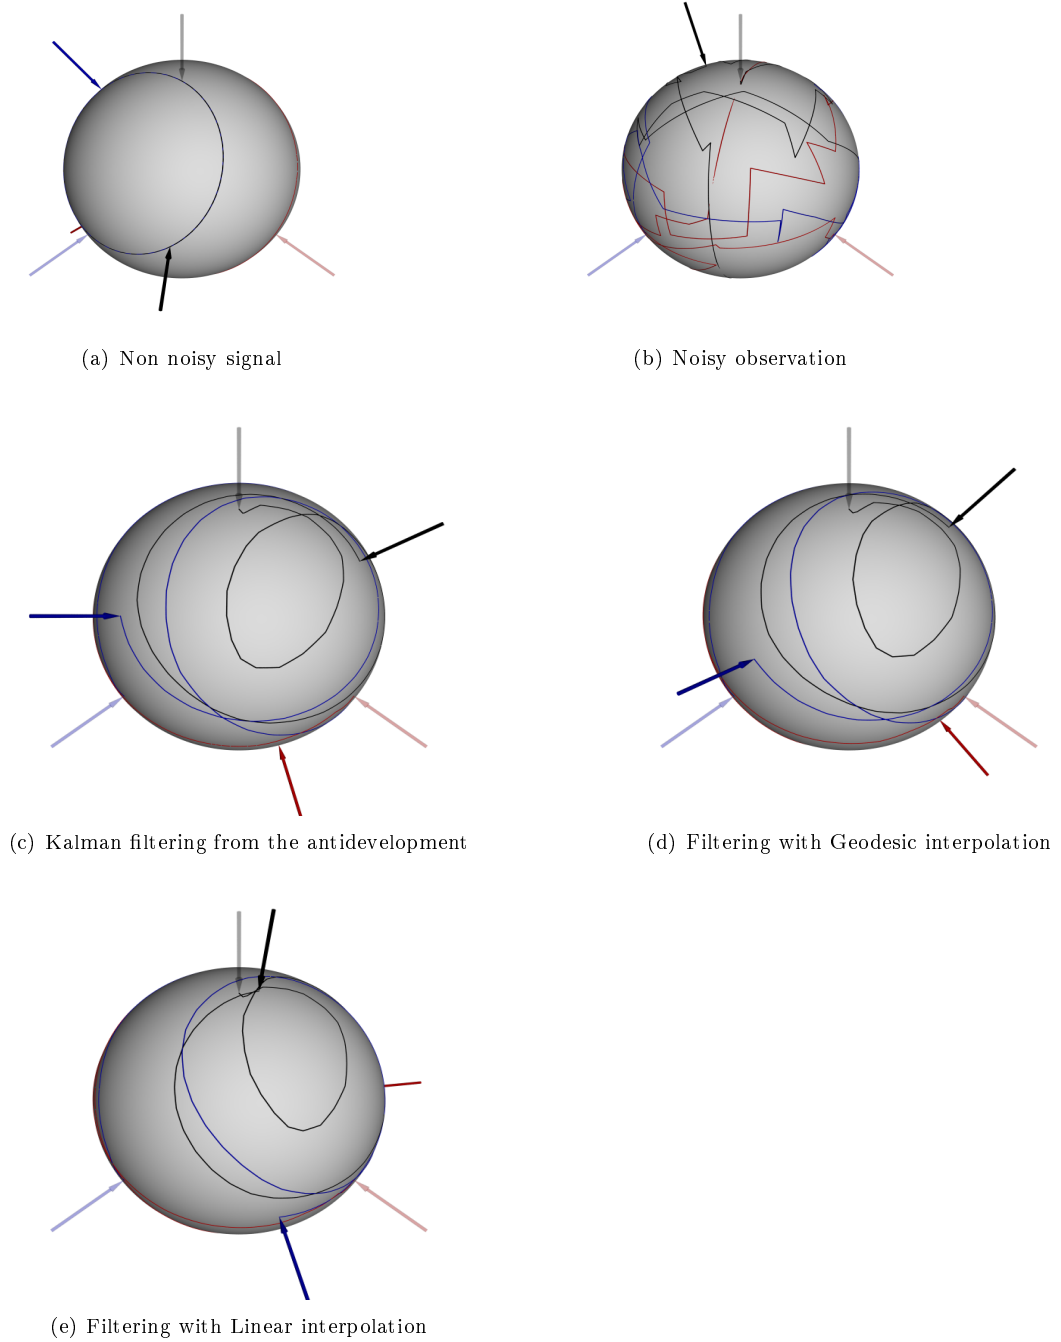 (a) Non noisy signal
(b) Noisy observation
(c) Kalman filtering from the antidevelopment
(d) Filtering with Geodesic interpolation
(e) Filtering with Linear interpolation